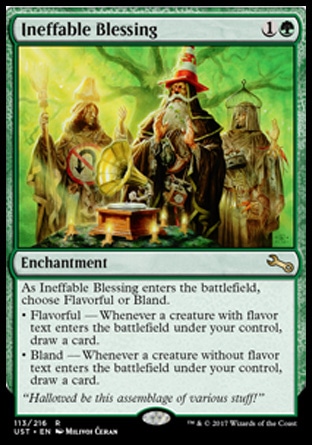 Ineffable Blessing 1
Enchantment
As Ineffable Blessing enters the battlefield,
choose Flavorful or Bland.
• Flavorful — Whenever a creature with flavor
text enters the battlefield under your control,
draw a card.
• Bland — Whenever a creature without flavor
text enters the battlefield under your control,
draw a card.
“Hallowed be this assemblage of various stuff!”
113/216 R
UST • EN Milivoj Ćeran
™ & © 2017 Wizards of the Coast